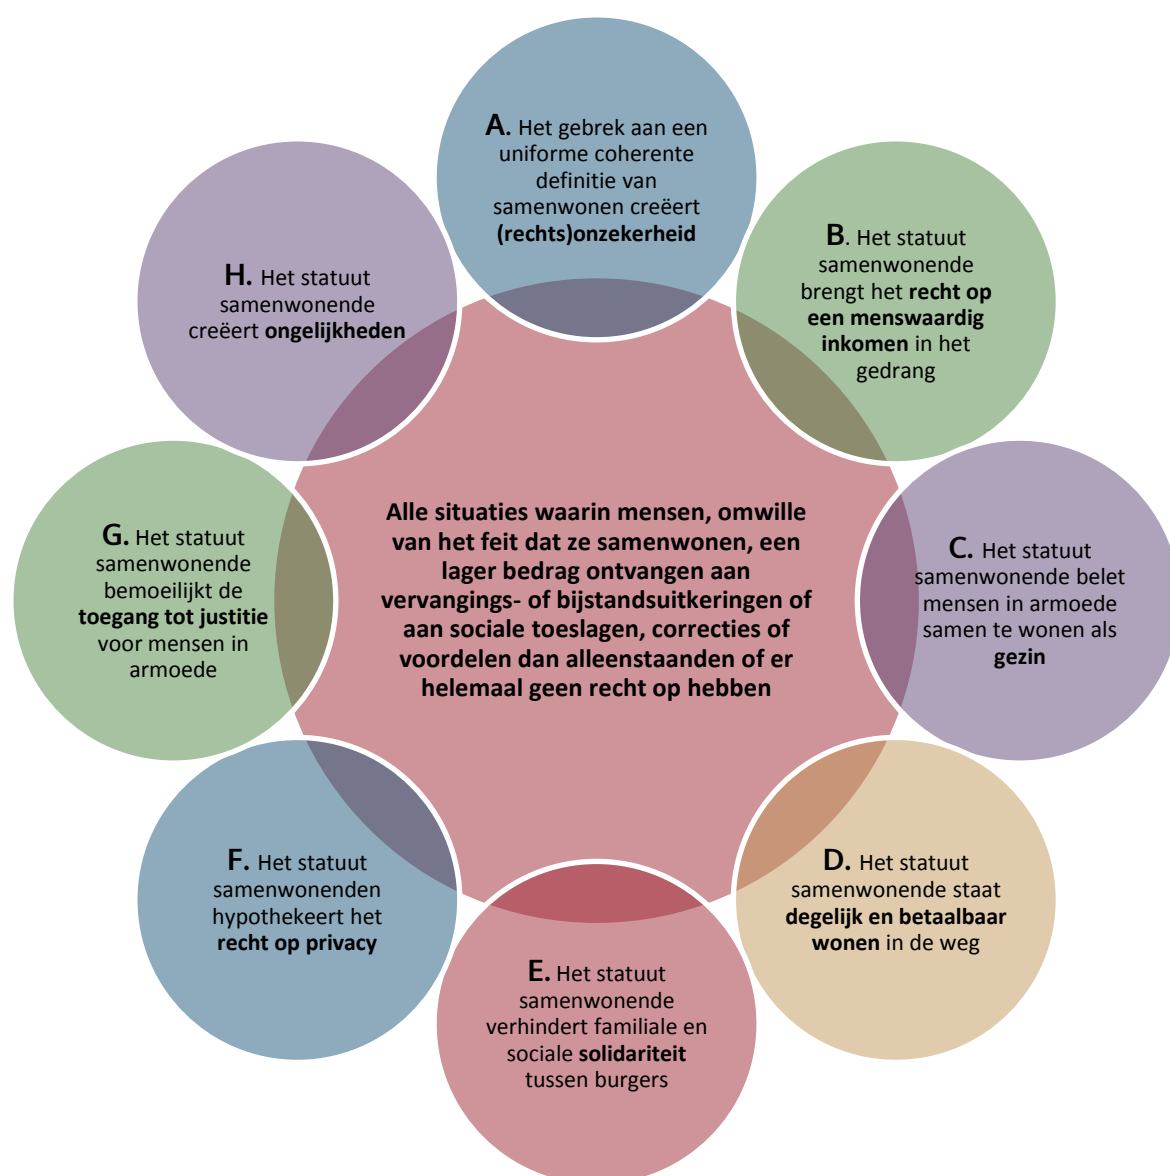 A. Het gebrek aan een
uniforme coherente
definitie van
samenwonen creëert
(rechts)onzekerheid
B. Het statuut
samenwonende
brengt het recht op
een menswaardig
inkomen in het
gedrang
C. Het statuut
samenwonende belet
mensen in armoede
samen te wonen als
gezin
D. Het statuut
samenwonende staat
degelijk en betaalbaar
wonen in de weg
E. Het statuut
samenwonende
verhindert familiale en
sociale solidariteit
tussen burgers
F. Het statuut
samenwonenden
hypothekeert het
recht op privacy
G. Het statuut
samenwonende
bemoeilijkt de
toegang tot justitie
voor mensen in
armoede
H. Het statuut
samenwonende
creëert ongelijkheden
Alle situaties waarin mensen, omwille
van het feit dat ze samenwonen, een
lager bedrag ontvangen aan
vervangings- of bijstandsuitkeringen of
aan sociale toeslagen, correcties of
voordelen dan alleenstaanden of er
helemaal geen recht op hebben